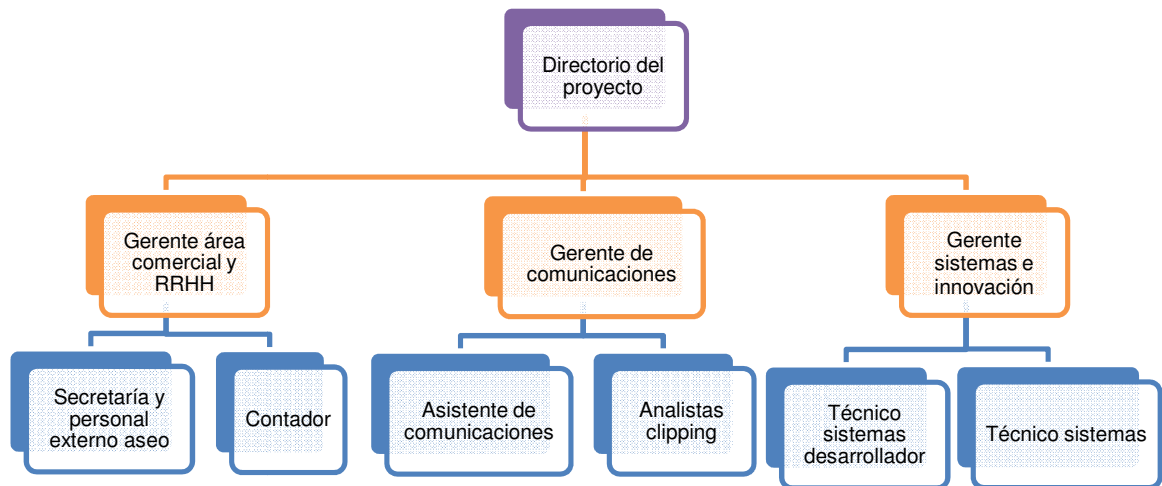 Directorio del
proyecto
Gerente área
comercial y
RRHH
Gerente de
comunicaciones
Gerente
sistemas e
innovación
Secretaría y
personal
externo aseo
Contador
Asistente de
comunicaciones
Analistas
clipping
Técnico
sistemas
desarrollador
Técnico sistemas